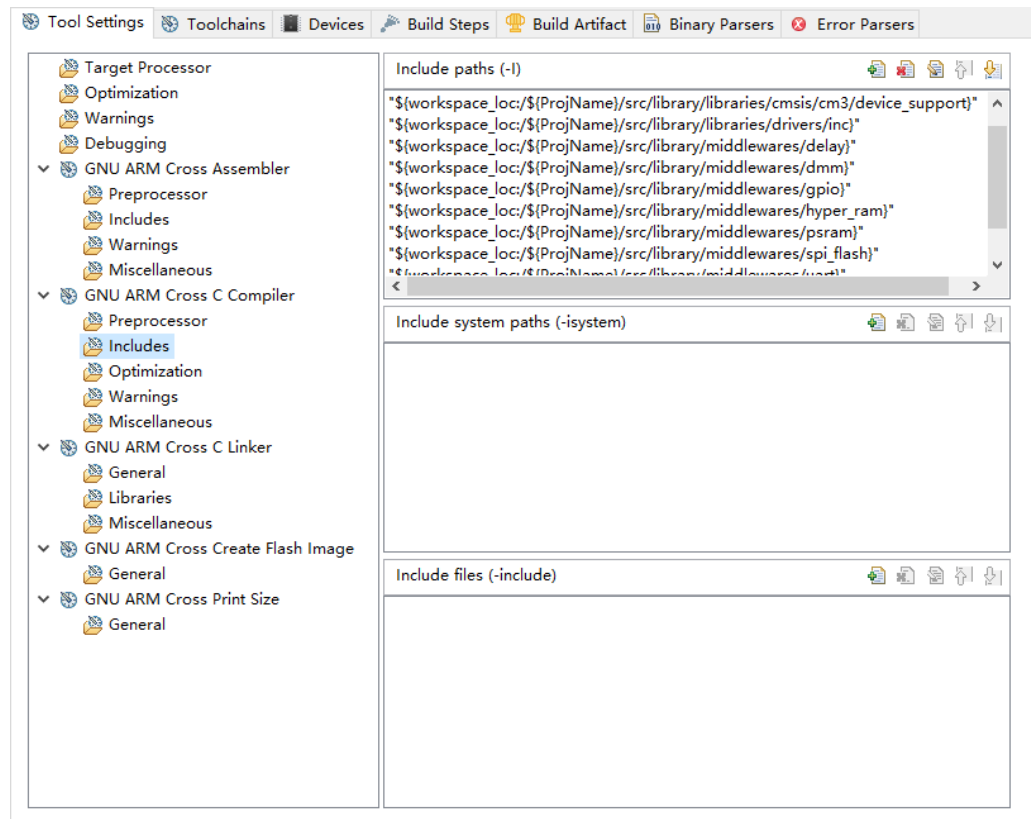 Tool Settings Toolchains Devices Build Steps Build Artifact Binary Parsers Error Parsers
Target Processor
Optimization
Warnings
Debugging
GNU ARM Cross Assembler
Preprocessor
Includes
Warnings
Miscellaneous
GNU ARM Cross C Compiler
Preprocessor
Includes
Optimization
Warnings
Miscellaneous
GNU ARM Cross C Linker
General
Libraries
Miscellaneous
GNU ARM Cross Create Flash Image
General
GNU ARM Cross Print Size
General
Include paths (-I)
"${workspace_loc:/${ProjName}/src/library/libraries/cmsis/cm3/device_support}"
"${workspace_loc:/${ProjName}/src/library/libraries/drivers/inc}"
"${workspace_loc:/${ProjName}/src/library/middlewares/delay}"
"${workspace_loc:/${ProjName}/src/library/middlewares/dmm}"
"${workspace_loc:/${ProjName}/src/library/middlewares/gpio}"
"${workspace_loc:/${ProjName}/src/library/middlewares/hyper_ram}"
"${workspace_loc:/${ProjName}/src/library/middlewares/psram}"
"${workspace_loc:/${ProjName}/src/library/middlewares/spi_flash}"
"${workspace_loc:/${ProjName}/src/library/middlewares/uart}"
Include system paths (-isystem)
Include files (-include)